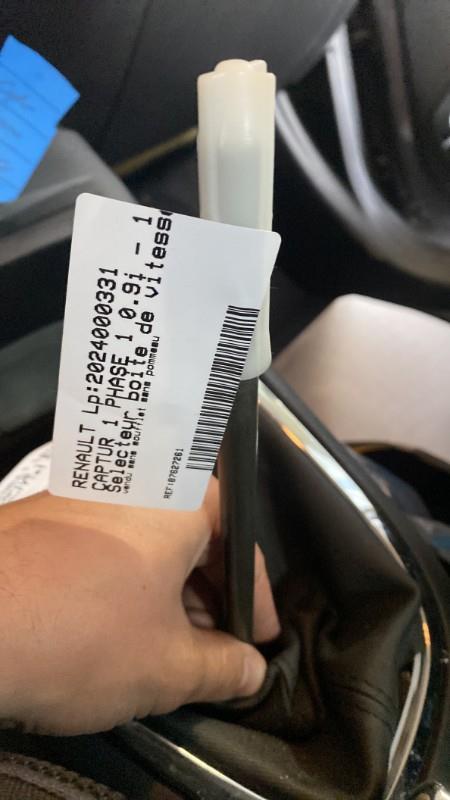 RENAULT Lp:2024000331
CAPTUR 1 PHASE 1 0.9i - 1
Selecteur boite de vitesse
vendu sans soufflet sans pommeau
REF:87627261